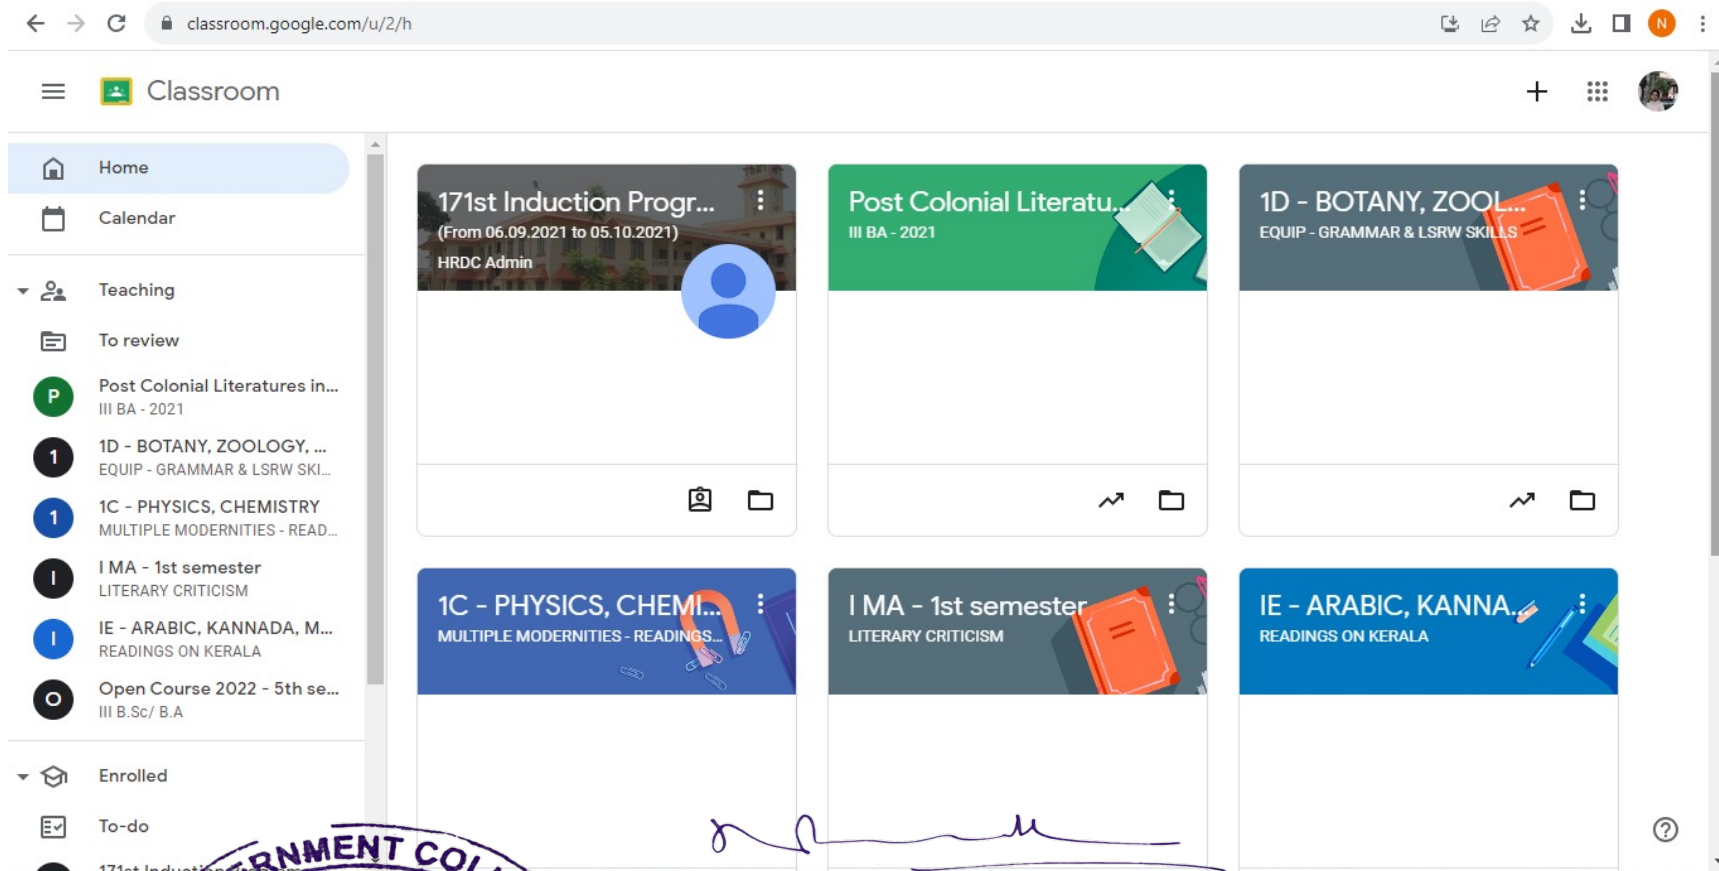 classroom.google.com/u/2/h
N
Classroom
Home
Calendar
Teaching
To review
P
Post Colonial Literatures in...
III BA - 2021
1
1D - BOTANY, ZOOLOGY, ...
EQUIP - GRAMMAR & LSRW SKI...
1
1C - PHYSICS, CHEMISTRY
MULTIPLE MODERNITIES - READ...
I
I MA - 1st semester
LITERARY CRITICISM
I
IE - ARABIC, KANNADA, M...
READINGS ON KERALA
O
Open Course 2022 - 5th se...
III B.Sc/ B.A
Enrolled
To-do
171st Induction
171st Induction Progr...
(From 06.09.2021 to 05.10.2021)
HRDC Admin
Post Colonial Literatu...
III BA - 2021
1D - BOTANY, ZOOL...
EQUIP - GRAMMAR & LSRW SKILLS
1C - PHYSICS, CHEMI...
MULTIPLE MODERNITIES - READINGS...
I MA - 1st semester
LITERARY CRITICISM
IE - ARABIC, KANNA...
READINGS ON KERALA
RNMENT COL